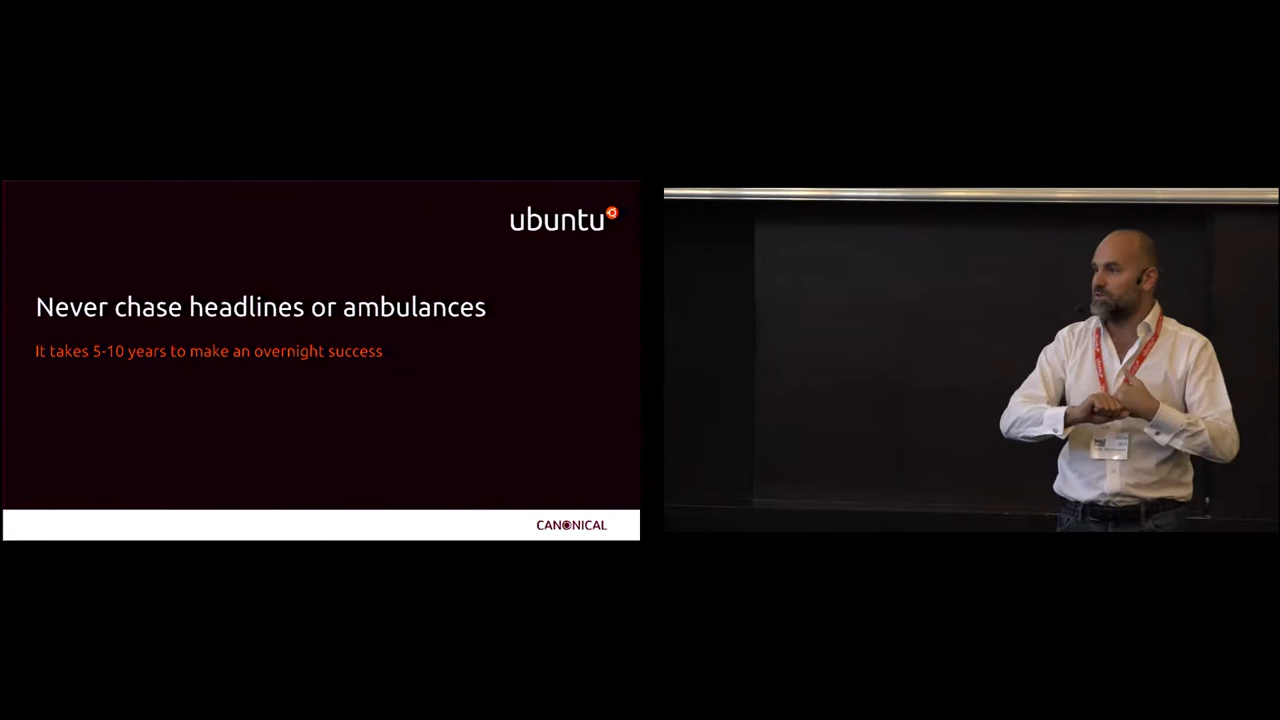 ubuntu
Never chase headlines or ambulances
It takes 5-10 years to make an overnight success
CANONICAL